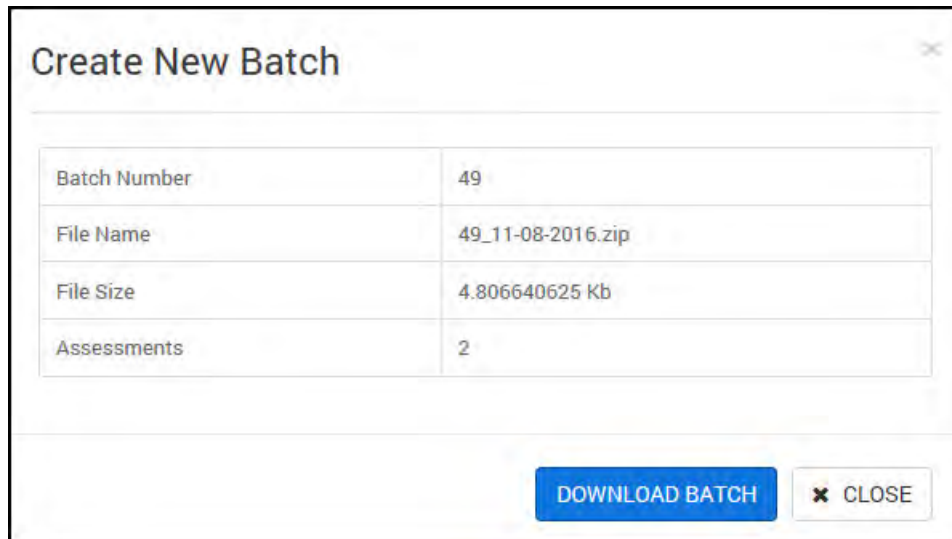 Create New Batch
Batch Number 49
File Name 49_11-08-2016.zip
File Size 4.806640625 Kb
Assessments 2
DOWNLOAD BATCH ✖ CLOSE